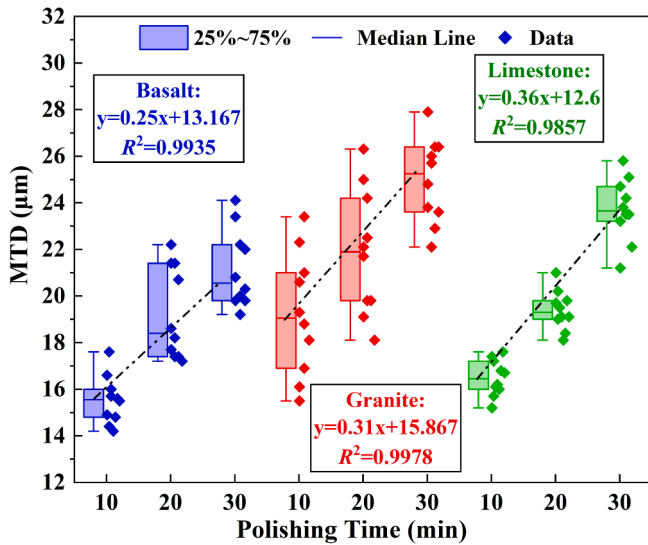 25%~75% Median Line Data
Basalt:
y=0.25x+13.167
R²=0.9935
Limestone:
y=0.36x+12.6
R²=0.9857
Granite:
y=0.31x+15.867
R²=0.9978
MTD (μm)
32
30
28
26
24
22
20
18
16
14
12
10 20 30 10 20 30 10 20 30
Polishing Time (min)